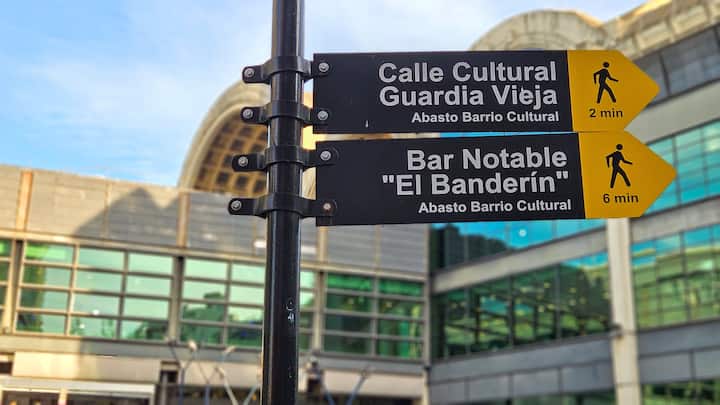 Calle Cultural
Guardia Vieja
Abasto Barrio Cultural
2 min
Bar Notable
"El Banderín"
Abasto Barrio Cultural
6 min